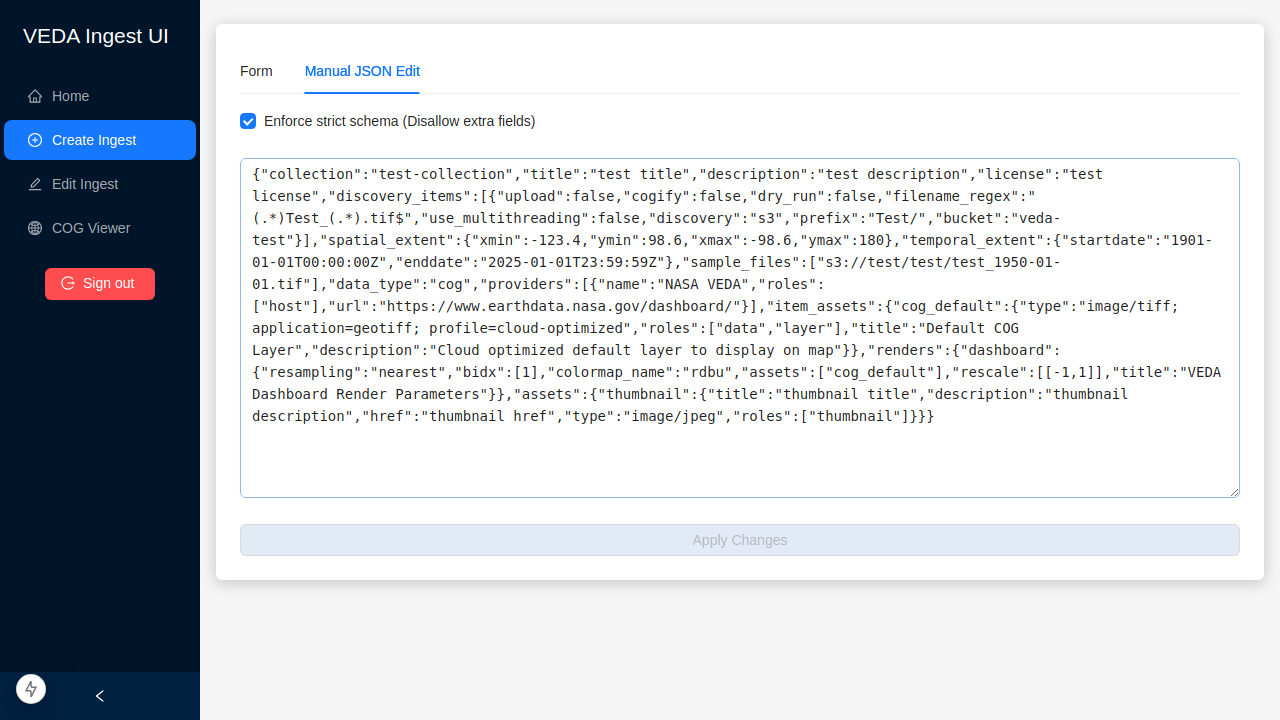 VEDA Ingest UI
Home
Create Ingest
Edit Ingest
COG Viewer
Sign out
Form
Manual JSON Edit
Enforce strict schema (Disallow extra fields)
{"collection":"test-collection","title":"test title","description":"test description","license":"test
license","discovery_items":[{"upload":false,"cogify":false,"dry_run":false,"filename_regex":"
(.*)Test_(.*).tif$","use_multithreading":false,"discovery":"s3","prefix":"Test/","bucket":"veda-
test"}],"spatial_extent":{"xmin":-123.4,"ymin":98.6,"xmax":-98.6,"ymax":180},"temporal_extent":{"startdate":"1901-
01-01T00:00:00Z","enddate":"2025-01-01T23:59:59Z"},"sample_files":["s3://test/test/test_1950-01-
01.tif"],"data_type":"cog","providers":[{"name":"NASA VEDA","roles":
["host"],"url":"https://www.earthdata.nasa.gov/dashboard/"}],"item_assets":{"cog_default":{"type":"image/tiff;
application=geotiff; profile=cloud-optimized","roles":["data","layer"],"title":"Default COG
Layer","description":"Cloud optimized default layer to display on map"}},"renders":{"dashboard":
{"resampling":"nearest","bidx":[1],"colormap_name":"rdbu","assets":["cog_default"],"rescale":[[-1,1]],"title":"VEDA
Dashboard Render Parameters"}},"assets":{"thumbnail":{"title":"thumbnail title","description":"thumbnail
description","href":"thumbnail href","type":"image/jpeg","roles":["thumbnail"]}}}
Apply Changes